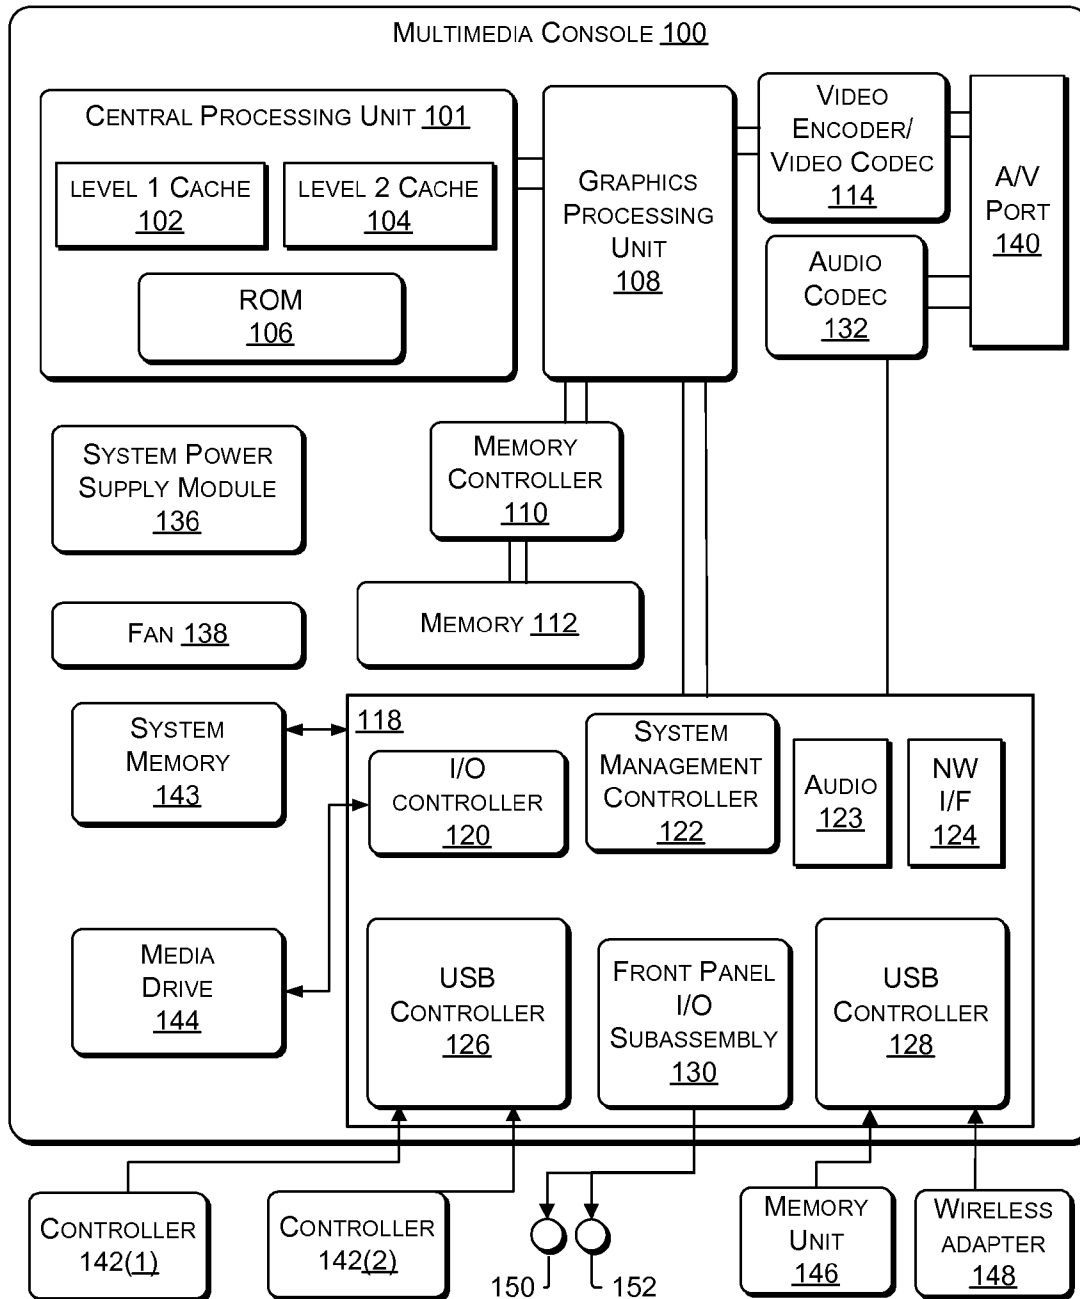 MULTIMEDIA CONSOLE 100
CENTRAL PROCESSING UNIT 101
LEVEL 1 CACHE
102
LEVEL 2 CACHE
104
ROM
106
GRAPHICS
PROCESSING
UNIT
108
VIDEO
ENCODER/
VIDEO CODEC
114
A/V
PORT
140
AUDIO
CODEC
132
SYSTEM POWER
SUPPLY MODULE
136
MEMORY
CONTROLLER
110
FAN 138
MEMORY 112
SYSTEM
MEMORY
143
118
I/O
CONTROLLER
120
SYSTEM
MANAGEMENT
CONTROLLER
122
AUDIO
123
NW
I/F
124
MEDIA
DRIVE
144
USB
CONTROLLER
126
FRONT PANEL
I/O
SUBASSEMBLY
130
USB
CONTROLLER
128
CONTROLLER
142(1)
CONTROLLER
142(2)
150
152
MEMORY
UNIT
146
WIRELESS
ADAPTER
148